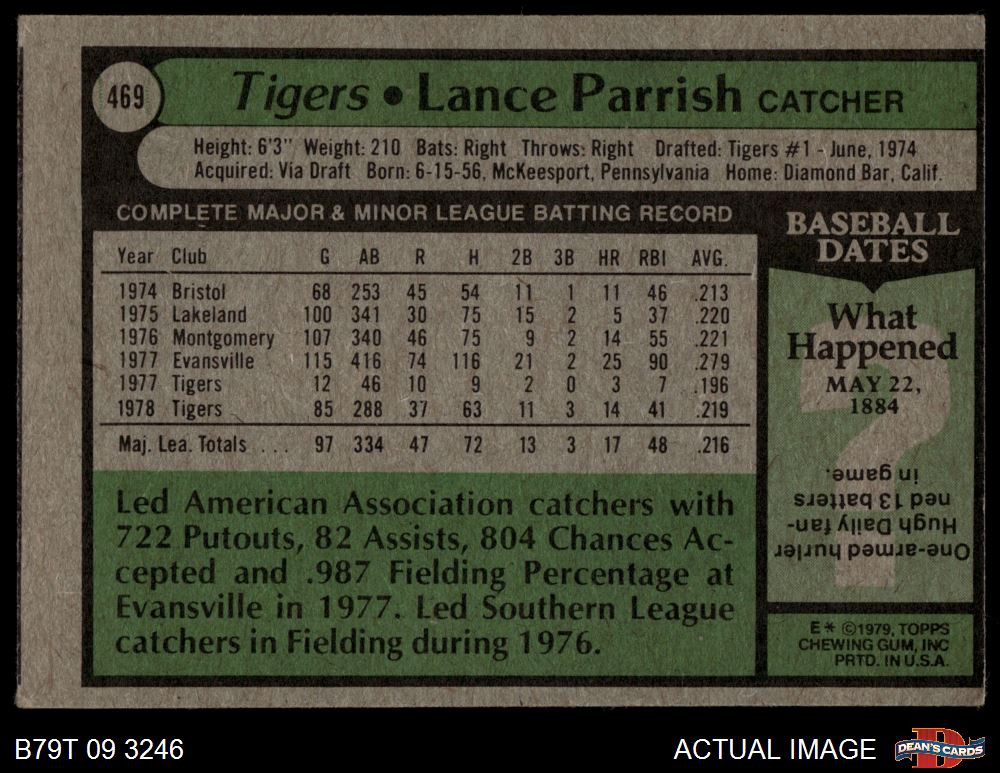 469
Tigers • Lance Parrish CATCHER
Height: 6'3" Weight: 210 Bats: Right Throws: Right Drafted: Tigers #1 - June, 1974
Acquired: Via Draft Born: 6-15-56, McKeesport, Pennsylvania Home: Diamond Bar, Calif.
COMPLETE MAJOR & MINOR LEAGUE BATTING RECORD
Year Club G AB R H 2B 3B HR RBI AVG.
1974 Bristol 68 253 45 54 11 1 11 46 .213
1975 Lakeland 100 341 30 75 15 2 5 37 .220
1976 Montgomery 107 340 46 75 9 2 14 55 .221
1977 Evansville 115 416 74 116 21 2 25 90 .279
1977 Tigers 12 46 10 9 2 0 3 7 .196
1978 Tigers 85 288 37 63 11 3 14 41 .219
Maj. Lea. Totals . . . 97 334 47 72 13 3 17 48 .216
Led American Association catchers with
722 Putouts, 82 Assists, 804 Chances Ac-
cepted and .987 Fielding Percentage at
Evansville in 1977. Led Southern League
catchers in Fielding during 1976.
BASEBALL
DATES
What
Happened
MAY 22,
1884
?
One-armed hurler
Hugh Daily fan-
ned 13 batters
in game.
E* ©1979, TOPPS
CHEWING GUM, INC
PRTD. IN U.S.A.
B79T 09 3246
ACTUAL IMAGE
D
DEAN'S CARDS